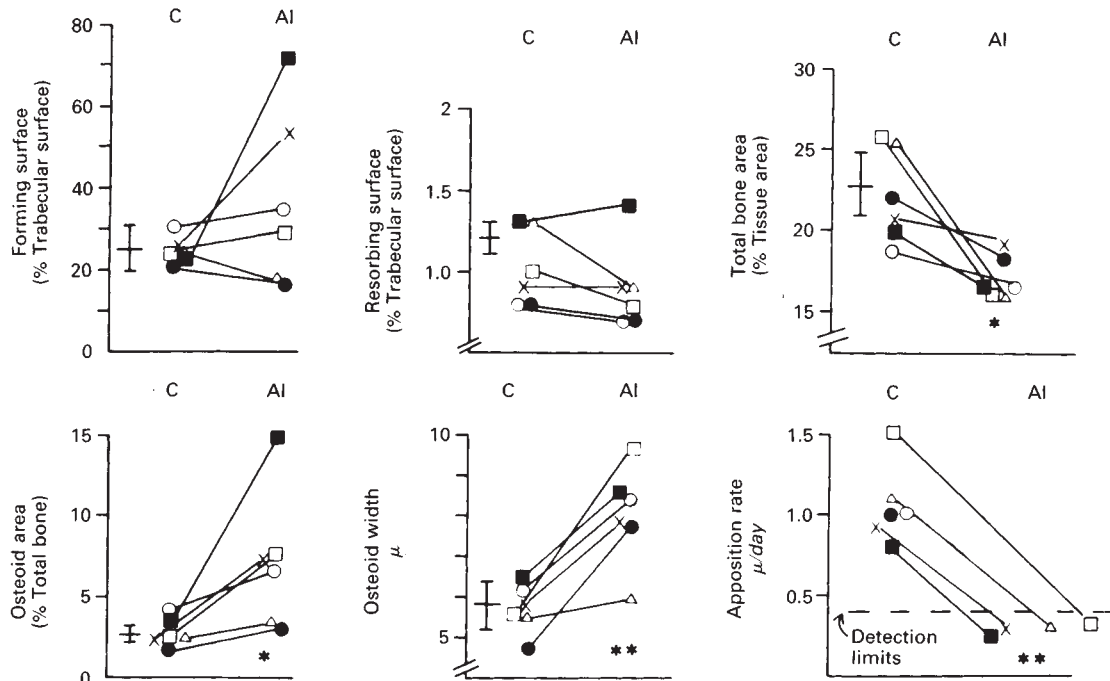 C AI
80
60
40
20
0
Forming surface
(% Trabecular surface)
C AI
2
1.5
1.0
Resorbing surface
(% Trabecular surface)
C AI
30
25
20
15
Total bone area
(% Tissue area)
*
C AI
15
10
5
0
Osteoid area
(% Total bone)
*
C AI
10
5
Osteoid width
μ
**
C AI
1.5
1.0
0.5
Apposition rate
μ/day
Detection
limits
**